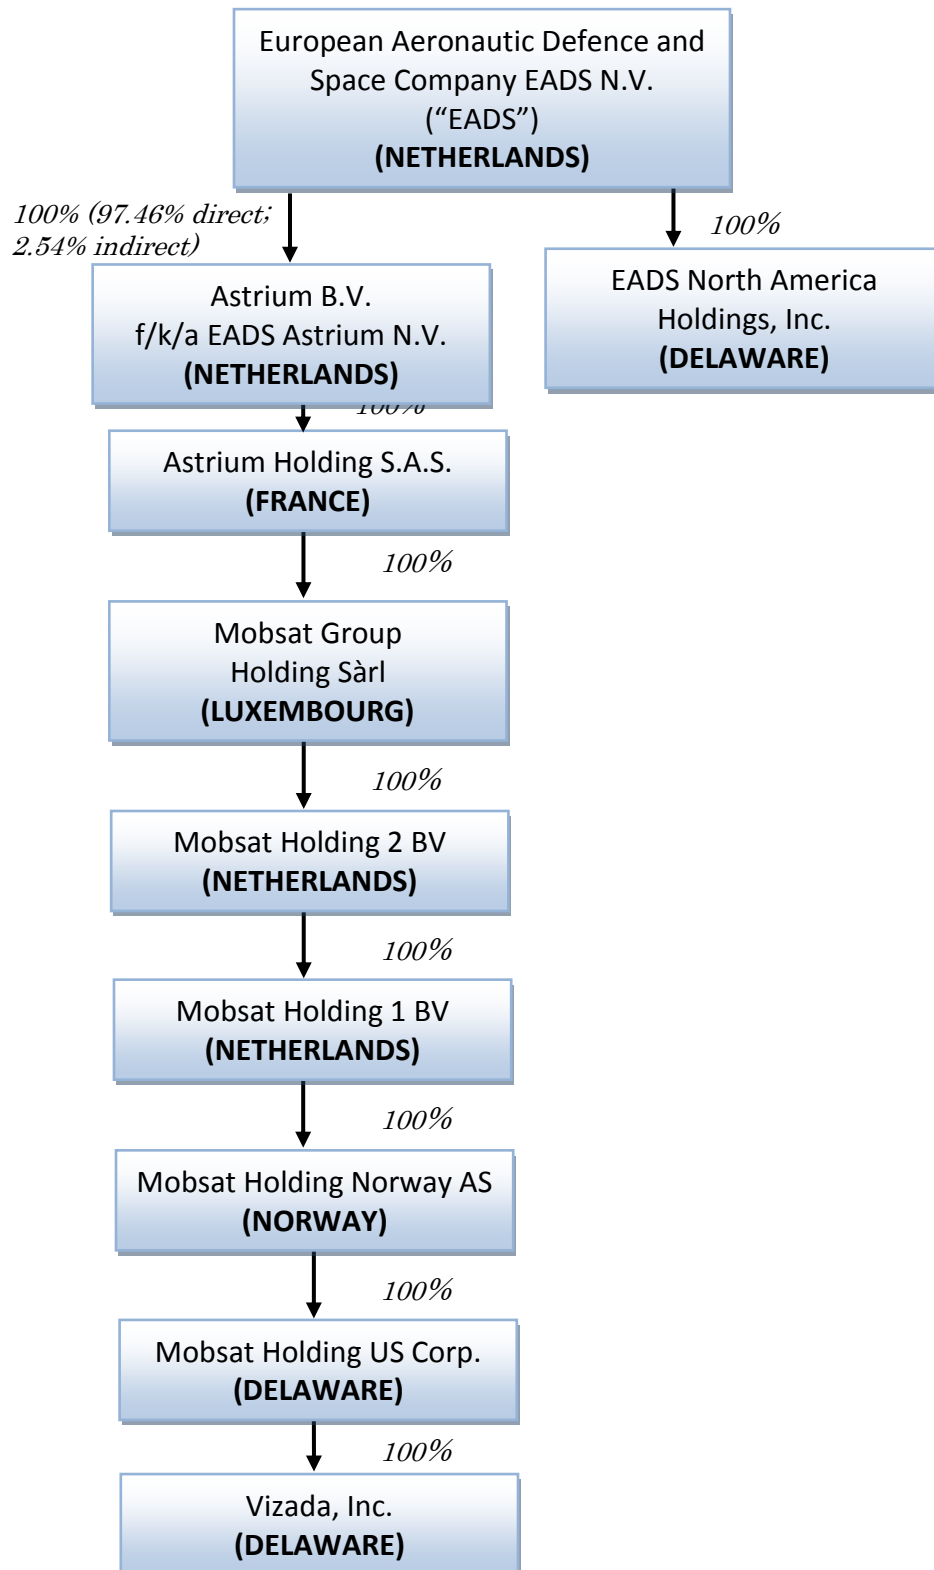 European Aeronautic Defence and
Space Company EADS N.V.
(“EADS”)
(NETHERLANDS)
100% (97.46% direct;
2.54% indirect)
100%
Astrium B.V.
f/k/a EADS Astrium N.V.
(NETHERLANDS)
EADS North America
Holdings, Inc.
(DELAWARE)
100%
Astrium Holding S.A.S.
(FRANCE)
100%
Mobsat Group
Holding Sàrl
(LUXEMBOURG)
100%
Mobsat Holding 2 BV
(NETHERLANDS)
100%
Mobsat Holding 1 BV
(NETHERLANDS)
100%
Mobsat Holding Norway AS
(NORWAY)
100%
Mobsat Holding US Corp.
(DELAWARE)
100%
Vizada, Inc.
(DELAWARE)